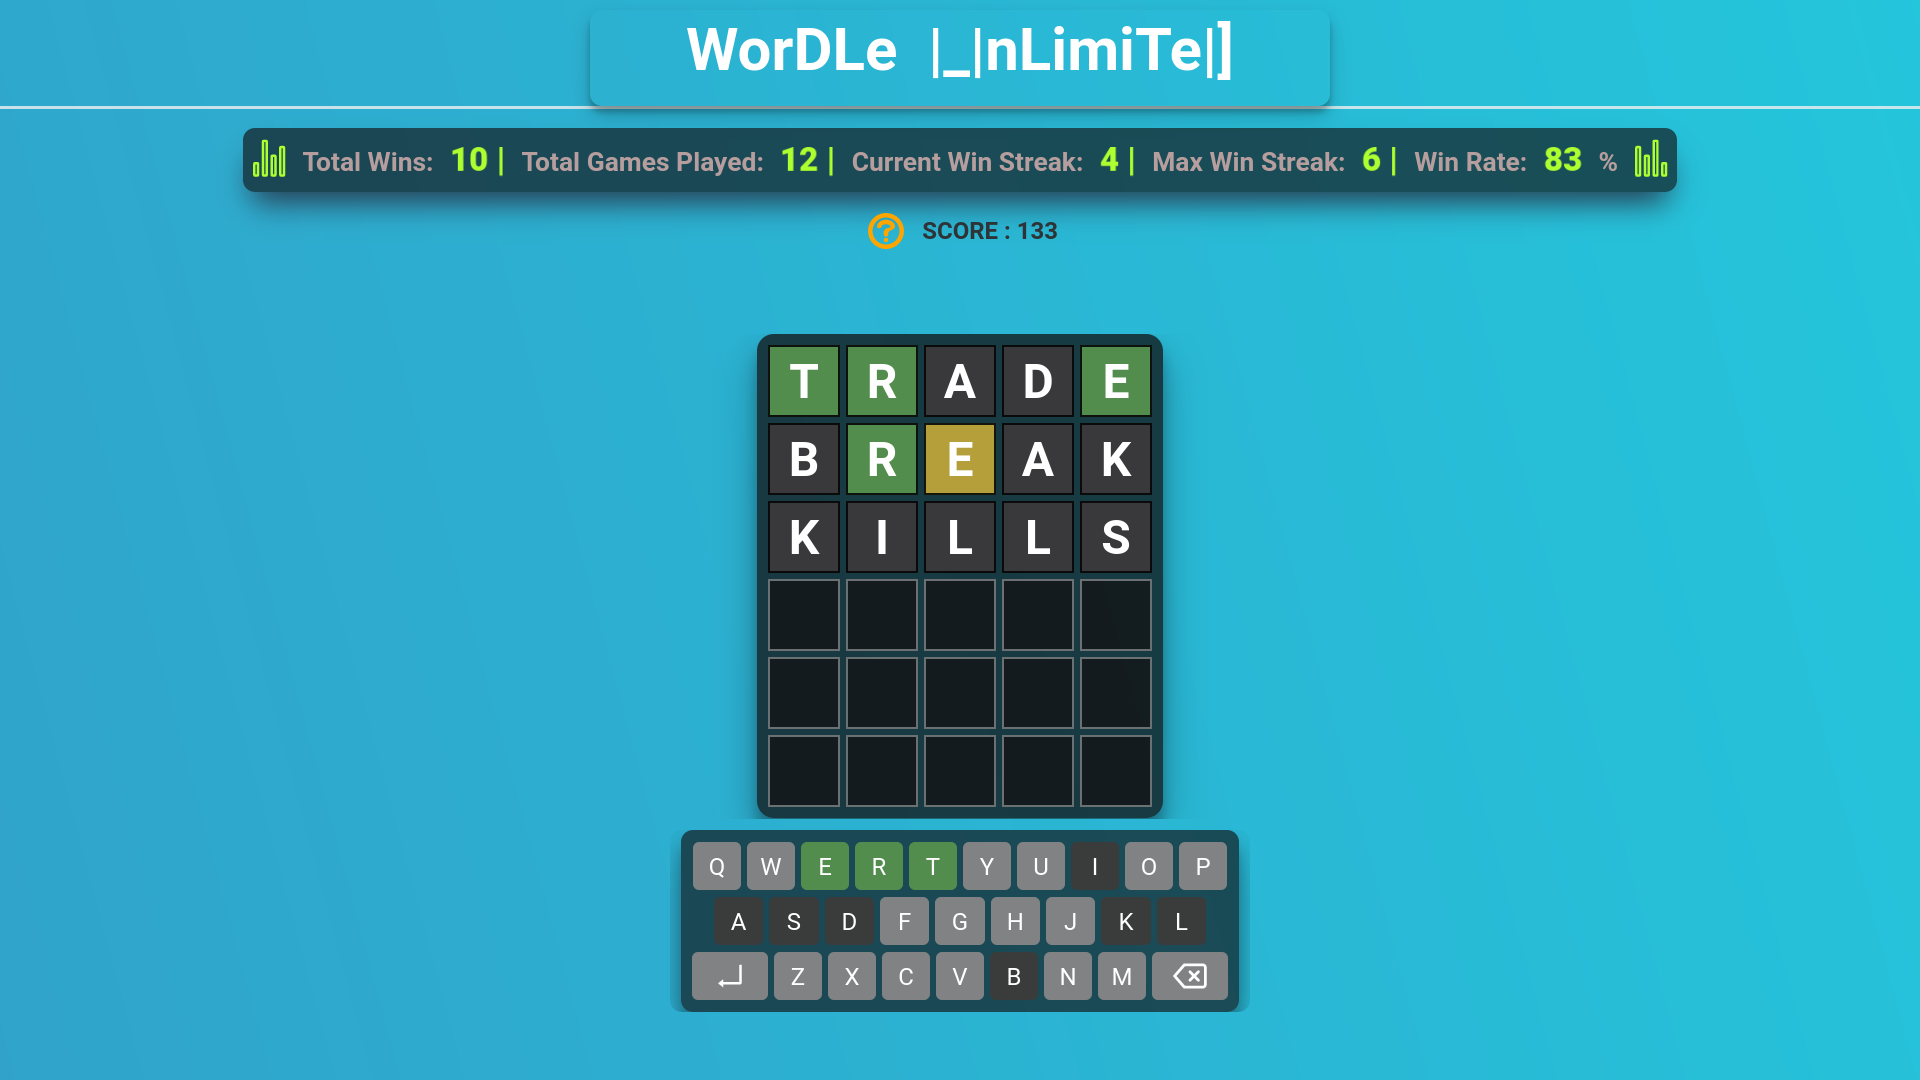 WorDLe |_|nLimiTe|]
Total Wins: 10 | Total Games Played: 12 | Current Win Streak: 4 | Max Win Streak: 6 | Win Rate: 83 %
SCORE : 133
T R A D E
B R E A K
K I L L S
Q W E R T Y U I O P
A S D F G H J K L
Z X C V B N M